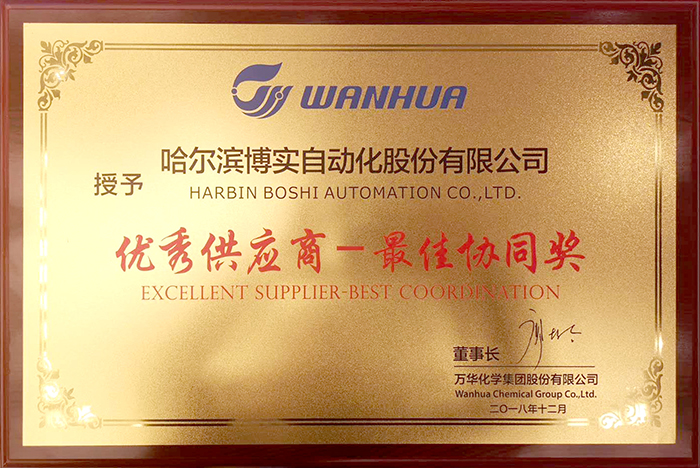 WANHUA
授予 哈尔滨博实自动化股份有限公司
HARBIN BOSHI AUTOMATION CO.,LTD.
优秀供应商－最佳协同奖
EXCELLENT SUPPLIER-BEST COORDINATION
董事长
万华化学集团股份有限公司
Wanhua Chemical Group Co.,Ltd.
二〇一八年十二月